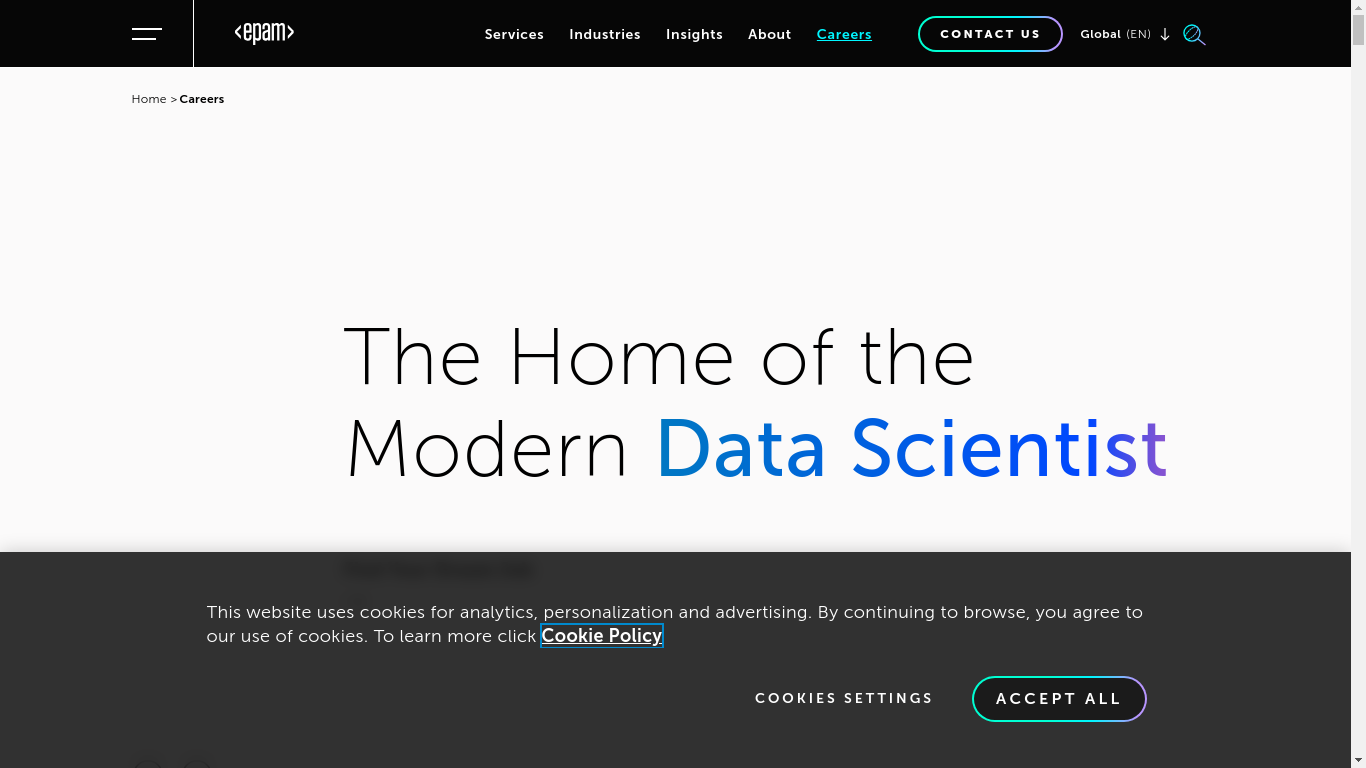 <epam>
Services Industries Insights About Careers CONTACT US Global (EN)
Home > Careers
The Home of the
Modern Data Scientist
This website uses cookies for analytics, personalization and advertising. By continuing to browse, you agree to
our use of cookies. To learn more click Cookie Policy
COOKIES SETTINGS ACCEPT ALL